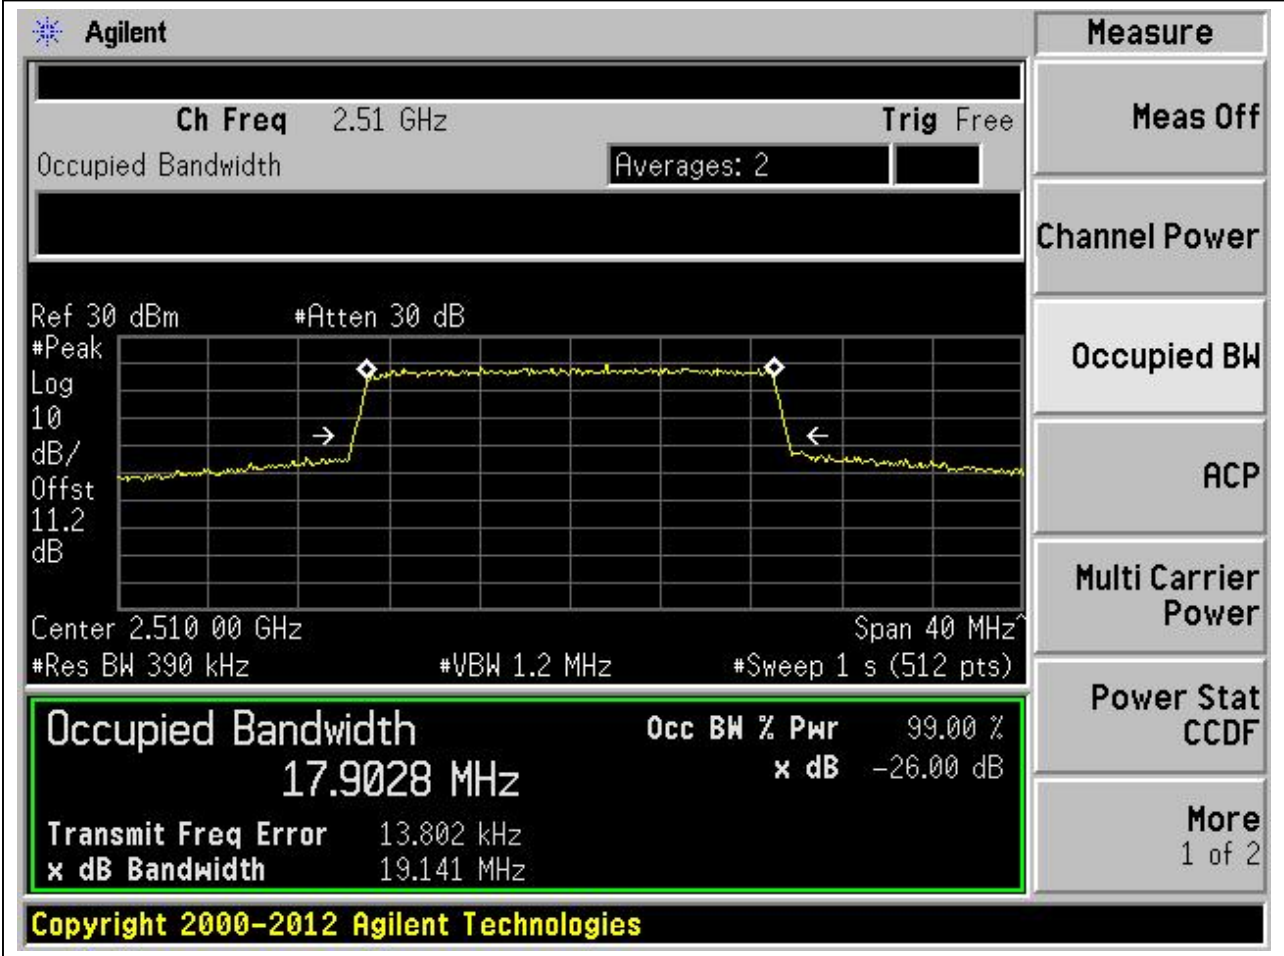 Agilent
Measure
Ch Freq 2.51 GHz Trig Free
Occupied Bandwidth Averages: 2
Meas Off
Channel Power
Occupied BW
ACP
Multi Carrier
Power
Power Stat
CCDF
More
1 of 2
Ref 30 dBm #Atten 30 dB
#Peak
Log
10
dB/
Offst
11.2
dB
Center 2.510 00 GHz Span 40 MHz^
#Res BW 390 kHz #VBW 1.2 MHz #Sweep 1 s (512 pts)
Occupied Bandwidth Occ BW % Pwr 99.00 %
17.9028 MHz x dB -26.00 dB
Transmit Freq Error 13.802 kHz
x dB Bandwidth 19.141 MHz
Copyright 2000-2012 Agilent Technologies